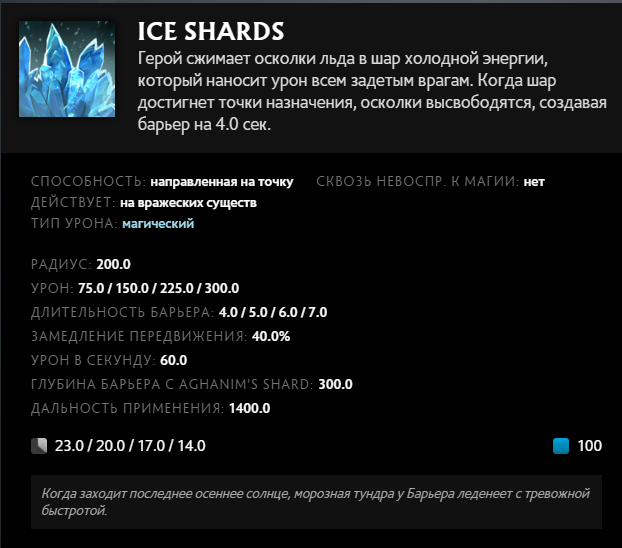 ICE SHARDS
Герой сжимает осколки льда в шар холодной энергии,
который наносит урон всем задетым врагам. Когда шар
достигнет точки назначения, осколки высвободятся, создавая
барьер на 4.0 сек.
СПОСОБНОСТЬ: направленная на точку СКВОЗЬ НЕВОСПР. К МАГИИ: нет
ДЕЙСТВУЕТ: на вражеских существ
ТИП УРОНА: магический
РАДИУС: 200.0
УРОН: 75.0 / 150.0 / 225.0 / 300.0
ДЛИТЕЛЬНОСТЬ БАРЬЕРА: 4.0 / 5.0 / 6.0 / 7.0
ЗАМЕДЛЕНИЕ ПЕРЕДВИЖЕНИЯ: 40.0%
УРОН В СЕКУНДУ: 60.0
ГЛУБИНА БАРЬЕРА С AGHANIM'S SHARD: 300.0
ДАЛЬНОСТЬ ПРИМЕНЕНИЯ: 1400.0
23.0 / 20.0 / 17.0 / 14.0 100
Когда заходит последнее осеннее солнце, морозная тундра у Барьера леденеет с тревожной
быстротой.